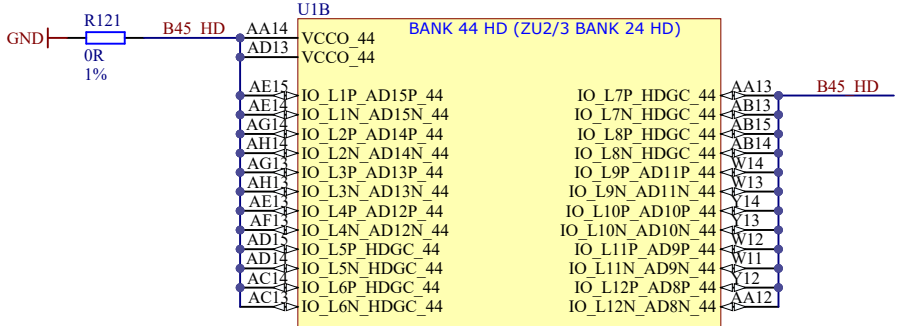 U1B
R121
GND
B45_HD
0R
1%
BANK 44 HD (ZU2/3 BANK 24 HD)
AA14 VCCO_44
AD13 VCCO_44
AE15 IO_L1P_AD15P_44 IO_L7P_HDGC_44 AA13 B45_HD
AE14 IO_L1N_AD15N_44 IO_L7N_HDGC_44 AB13
AG14 IO_L2P_AD14P_44 IO_L8P_HDGC_44 AB15
AH14 IO_L2N_AD14N_44 IO_L8N_HDGC_44 AB14
AG13 IO_L3P_AD13P_44 IO_L9P_AD11P_44 W14
AH13 IO_L3N_AD13N_44 IO_L9N_AD11N_44 W13
AE13 IO_L4P_AD12P_44 IO_L10P_AD10P_44 Y14
AF13 IO_L4N_AD12N_44 IO_L10N_AD10N_44 Y13
AD15 IO_L5P_HDGC_44 IO_L11P_AD9P_44 W12
AD14 IO_L5N_HDGC_44 IO_L11N_AD9N_44 W11
AC14 IO_L6P_HDGC_44 IO_L12P_AD8P_44 Y12
AC13 IO_L6N_HDGC_44 IO_L12N_AD8N_44 AA12